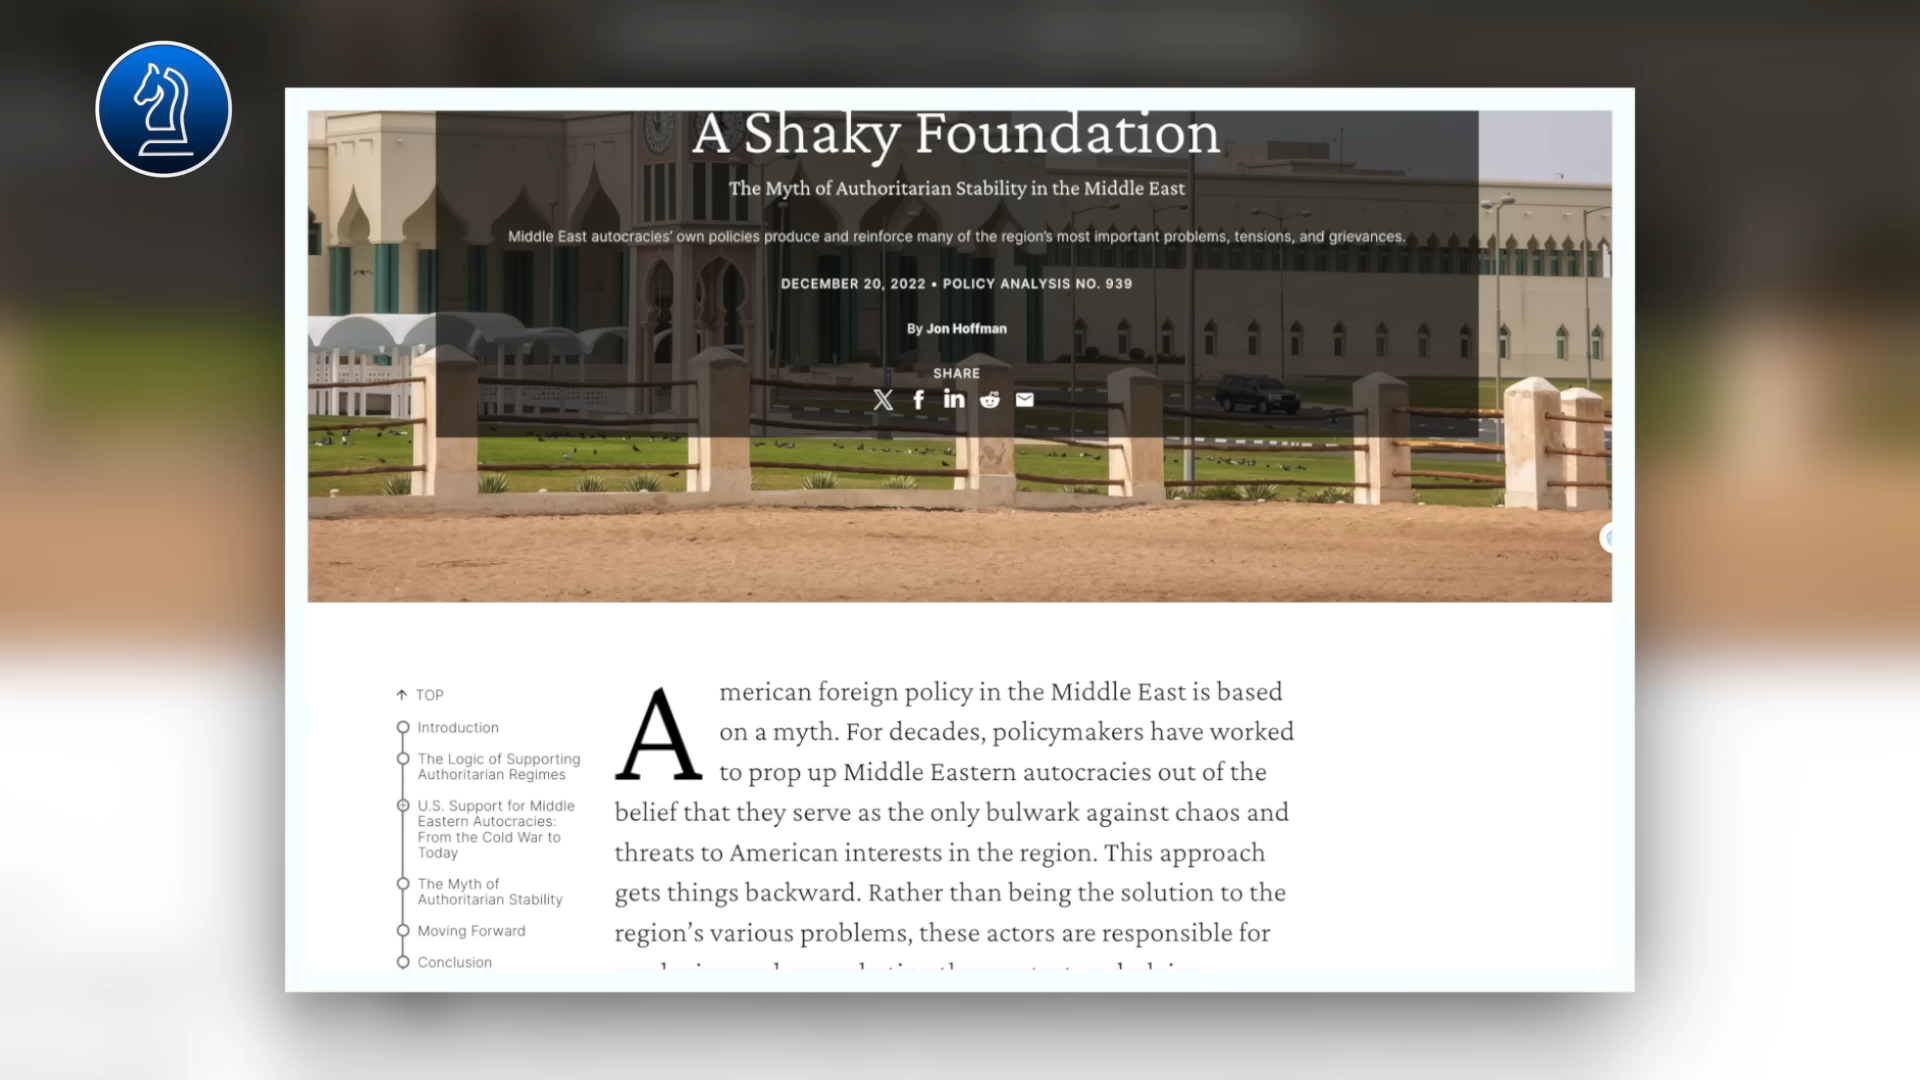 A Shaky Foundation
The Myth of Authoritarian Stability in the Middle East
Middle East autocracies’ own policies produce and reinforce many of the region’s most important problems, tensions, and grievances.
DECEMBER 20, 2022 • POLICY ANALYSIS NO. 939
By Jon Hoffman
SHARE
↑ TOP
Introduction
The Logic of Supporting
Authoritarian Regimes
U.S. Support for Middle
Eastern Autocracies:
From the Cold War to
Today
The Myth of
Authoritarian Stability
Moving Forward
Conclusion
American foreign policy in the Middle East is based
on a myth. For decades, policymakers have worked
to prop up Middle Eastern autocracies out of the
belief that they serve as the only bulwark against chaos and
threats to American interests in the region. This approach
gets things backward. Rather than being the solution to the
region’s various problems, these actors are responsible for